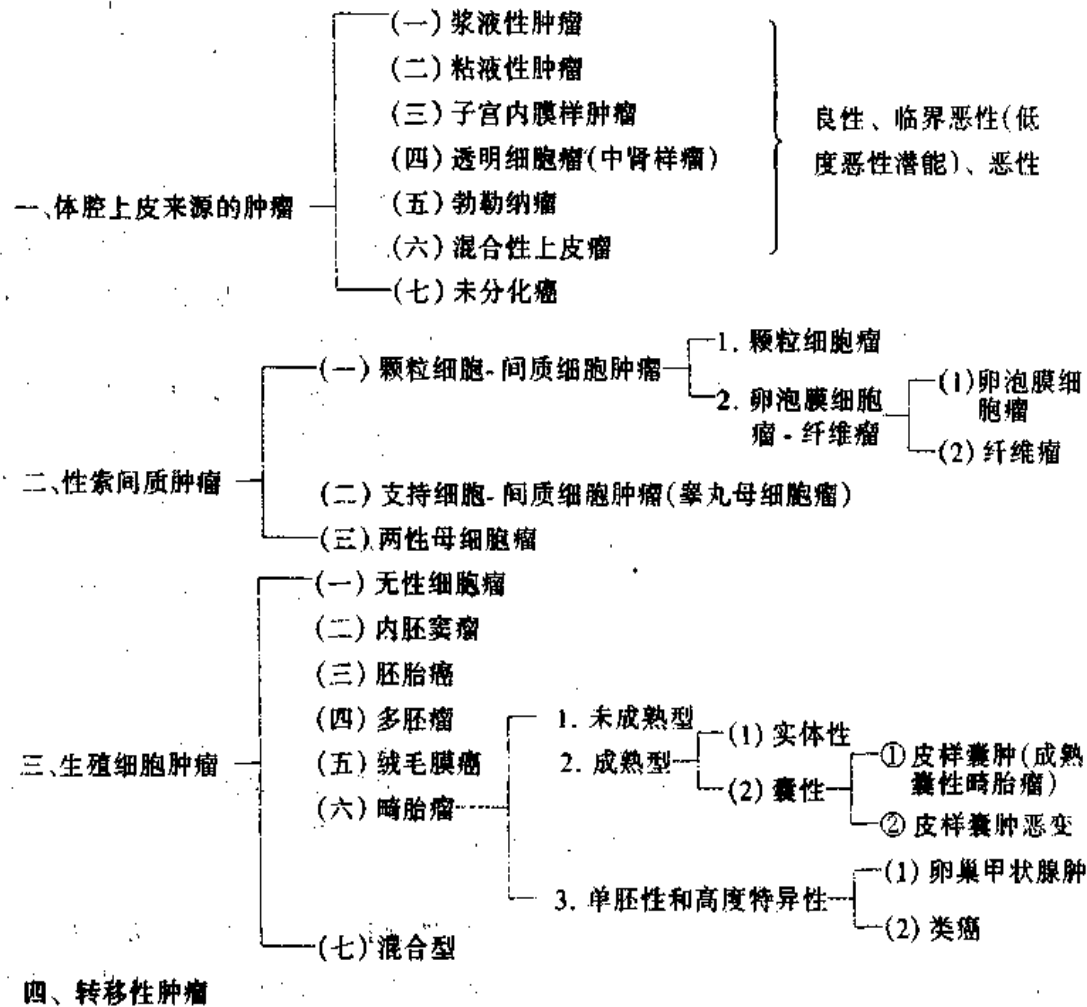 一、体腔上皮来源的肿瘤
(一) 浆液性肿瘤
(二) 粘液性肿瘤
(三) 子宫内膜样肿瘤
(四) 透明细胞瘤(中肾样瘤)
(五) 勃勒纳瘤
(六) 混合性上皮瘤
(七) 未分化癌
良性、临界恶性(低
度恶性潜能)、恶性
二、性索间质肿瘤
(一) 颗粒细胞-间质细胞肿瘤
1. 颗粒细胞瘤
2. 卵泡膜细胞
瘤-纤维瘤
(1)卵泡膜细
胞瘤
(2) 纤维瘤
(二) 支持细胞-间质细胞肿瘤(睾丸母细胞瘤)
(三) 两性母细胞瘤
三、生殖细胞肿瘤
(一) 无性细胞瘤
(二) 内胚窦瘤
(三) 胚胎癌
(四) 多胚瘤
(五) 绒毛膜癌
(六) 畸胎瘤
1. 未成熟型
2. 成熟型
(1) 实体性
(2) 囊性
① 皮样囊肿(成熟
囊性畸胎瘤)
② 皮样囊肿恶变
3. 单胚性和高度特异性
(1) 卵巢甲状腺肿
(2) 类癌
(七) 混合型
四、转移性肿瘤